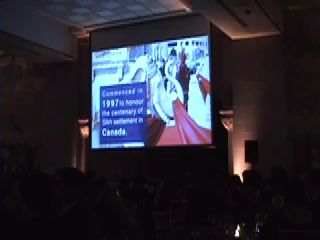 Commenced in
1997 to honour
the centenary of
Sikh settlement in
Canada.